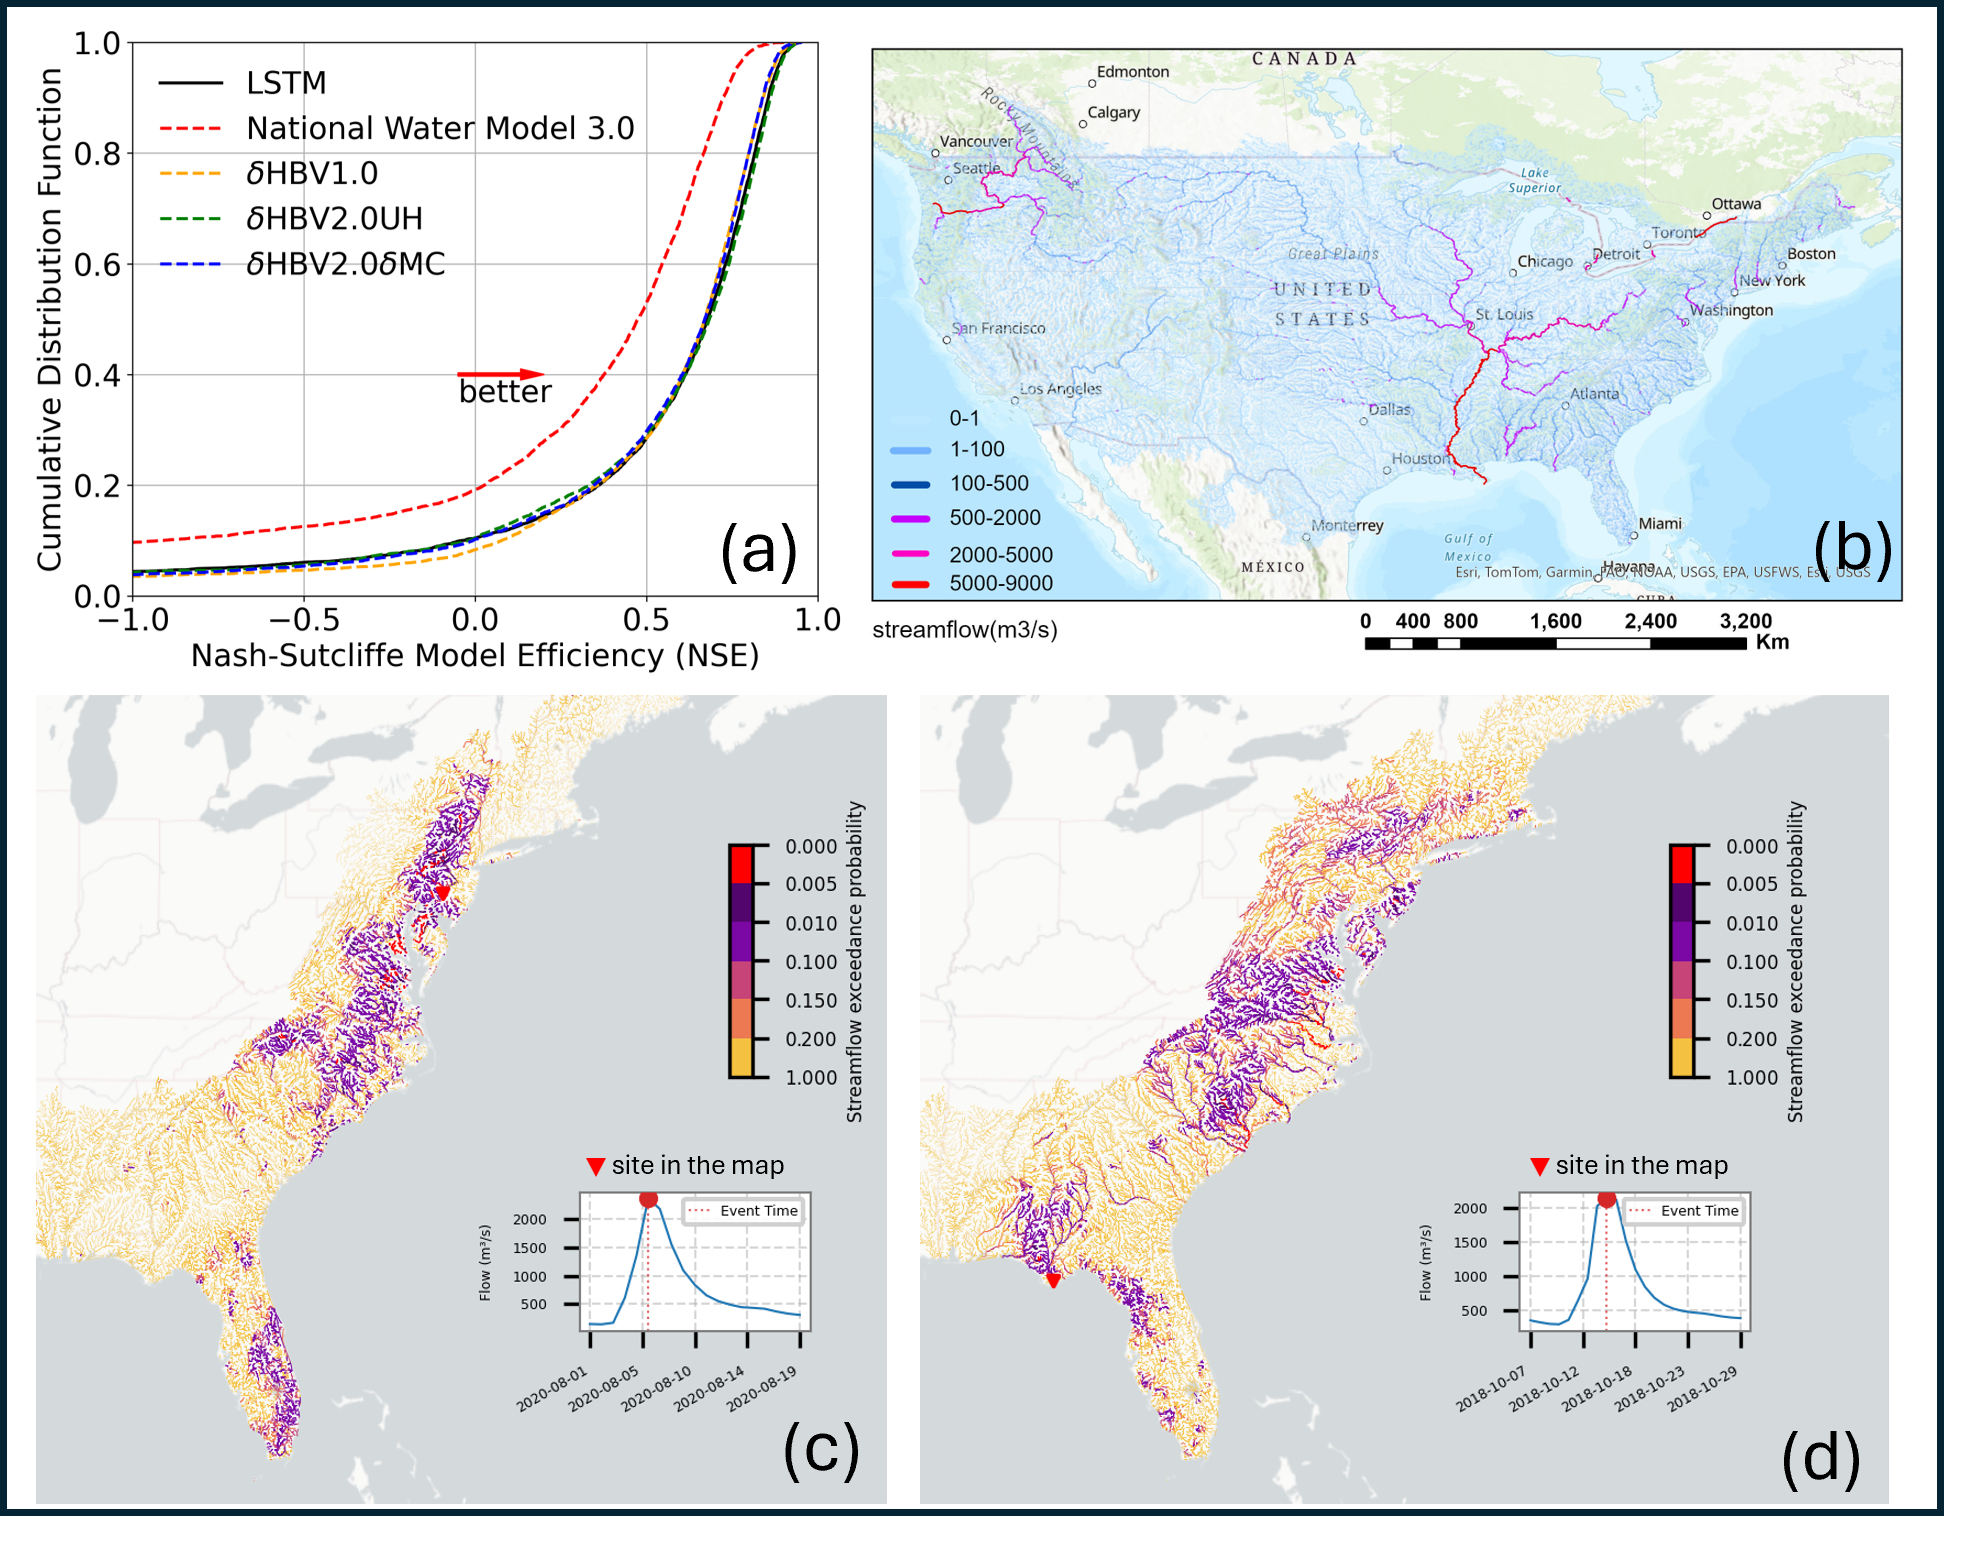 1.0
0.8
0.6
0.4
0.2
0.0
Cumulative Distribution Function
LSTM
National Water Model 3.0
δHBV1.0
δHBV2.0UH
δHBV2.0δMC
better
(a)
−1.0 −0.5 0.0 0.5 1.0
Nash-Sutcliffe Model Efficiency (NSE)
CANADA
Edmonton
Calgary
Rocky Mountains
Vancouver
Seattle
Lake
Superior
Ottawa
Toronto
Detroit
Chicago
Boston
New York
Washington
Great Plains
UNITED
STATES
St. Louis
San Francisco
Los Angeles
Atlanta
Dallas
Houston
Monterrey
Miami
Gulf of
Mexico
MÉXICO
Havana
CUBA
Esri, TomTom, Garmin, FAO, NOAA, USGS, EPA, USFWS, Esri, USGS
0-1
1-100
100-500
500-2000
2000-5000
5000-9000
(b)
streamflow(m3/s)
0 400 800 1,600 2,400 3,200
Km
0.000
0.005
0.010
0.100
0.150
0.200
1.000
Streamflow exceedance probability
site in the map
Event Time
Flow (m³/s)
2000
1500
1000
500
2020-08-01 2020-08-05 2020-08-10 2020-08-14 2020-08-19
(c)
0.000
0.005
0.010
0.100
0.150
0.200
1.000
Streamflow exceedance probability
site in the map
Event Time
Flow (m³/s)
2000
1500
1000
500
2018-10-07 2018-10-12 2018-10-18 2018-10-23 2018-10-29
(d)